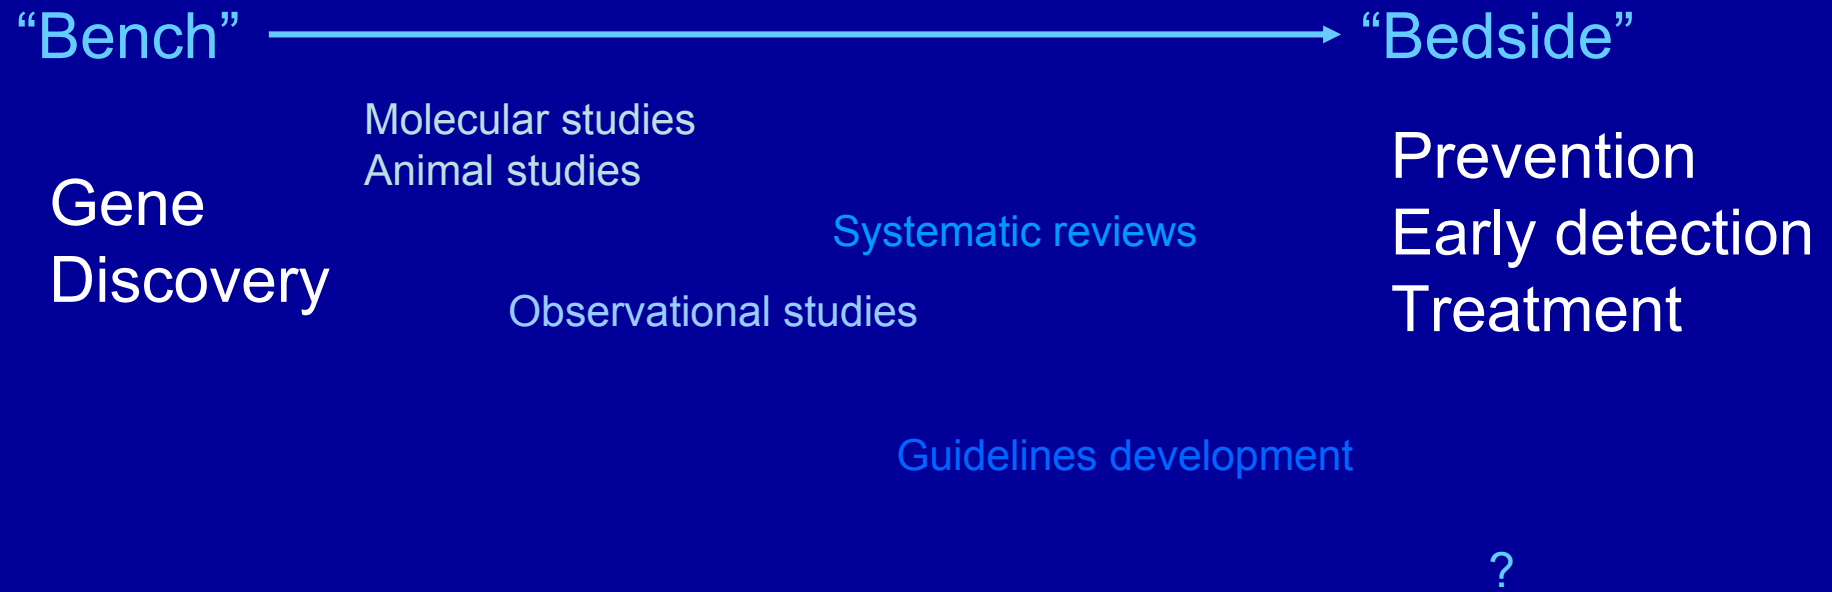 “Bench” “Bedside”
Molecular studies
Animal studies
Gene
Discovery
Systematic reviews
Observational studies
Prevention
Early detection
Treatment
Guidelines development
?